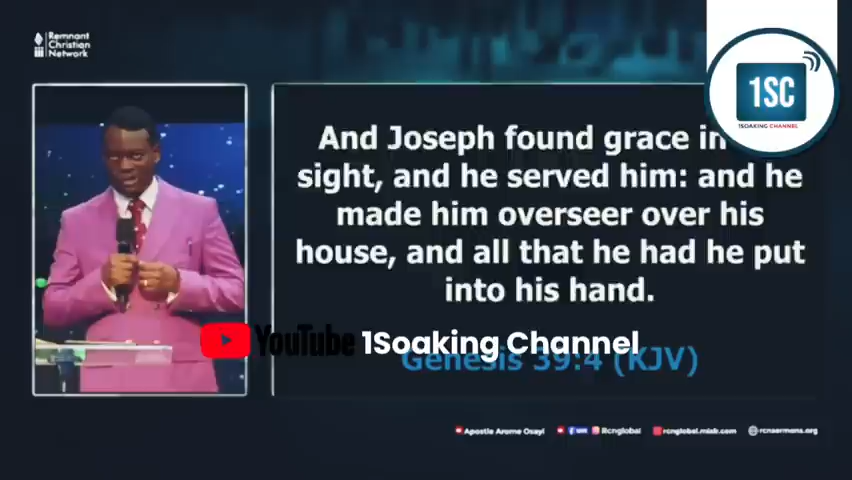 Remnant
Christian
Network
1SC
1SOAKING CHANNEL
And Joseph found grace in
sight, and he served him: and he
made him overseer over his
house, and all that he had he put
into his hand.
YouTube 1Soaking Channel
Genesis 39:4 (KJV)
Apostle Arome Osayi Rcnglobal rcnglobal.mixlr.com rcnsermons.org